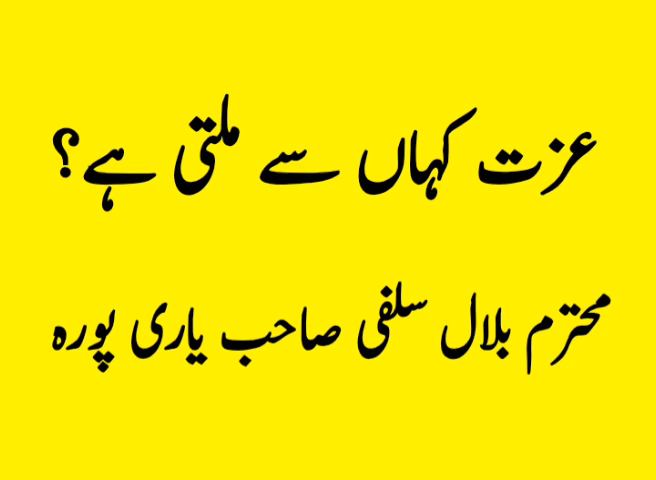 عزت کہاں سے ملتی ہے؟
محترم بلال سلفی صاحب یاری پورہ